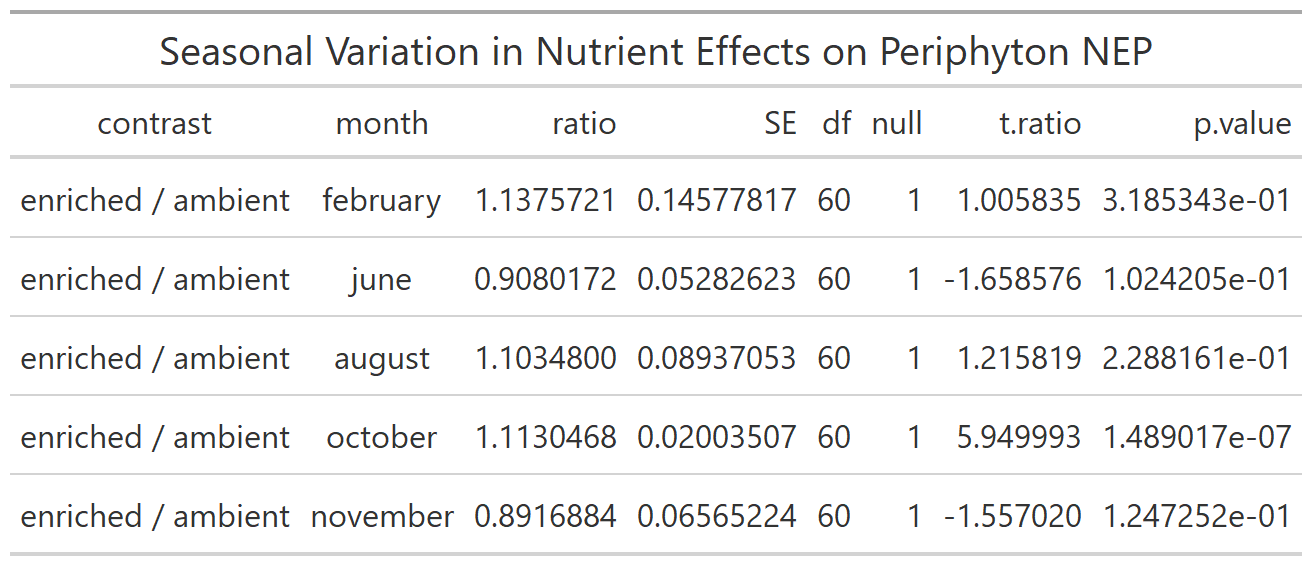 Seasonal Variation in Nutrient Effects on Periphyton NEP
contrast month ratio SE df null t.ratio p.value
enriched / ambient february 1.1375721 0.14577817 60 1 1.005835 3.185343e-01
enriched / ambient june 0.9080172 0.05282623 60 1 -1.658576 1.024205e-01
enriched / ambient august 1.1034800 0.08937053 60 1 1.215819 2.288161e-01
enriched / ambient october 1.1130468 0.02003507 60 1 5.949993 1.489017e-07
enriched / ambient november 0.8916884 0.06565224 60 1 -1.557020 1.247252e-01